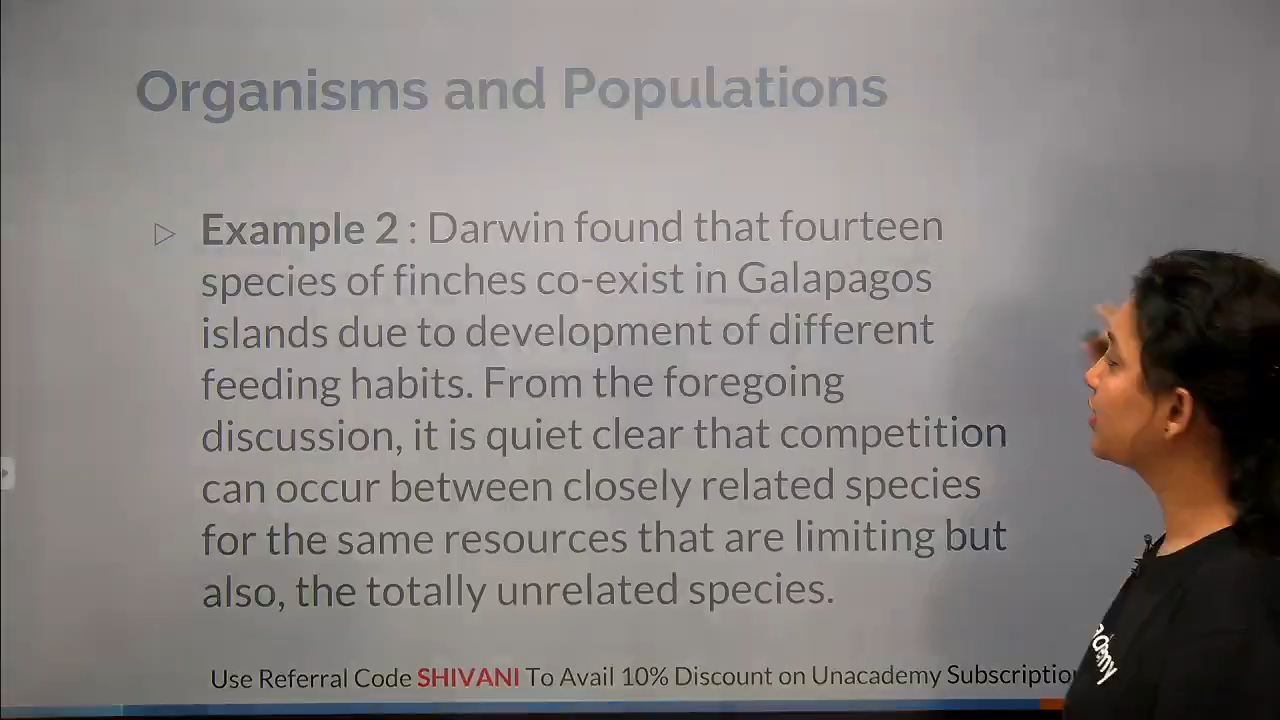 Organisms and Populations
▷ Example 2 : Darwin found that fourteen
species of finches co-exist in Galapagos
islands due to development of different
feeding habits. From the foregoing
discussion, it is quiet clear that competition
can occur between closely related species
for the same resources that are limiting but
also, the totally unrelated species.
Use Referral Code SHIVANI To Avail 10% Discount on Unacademy Subscription